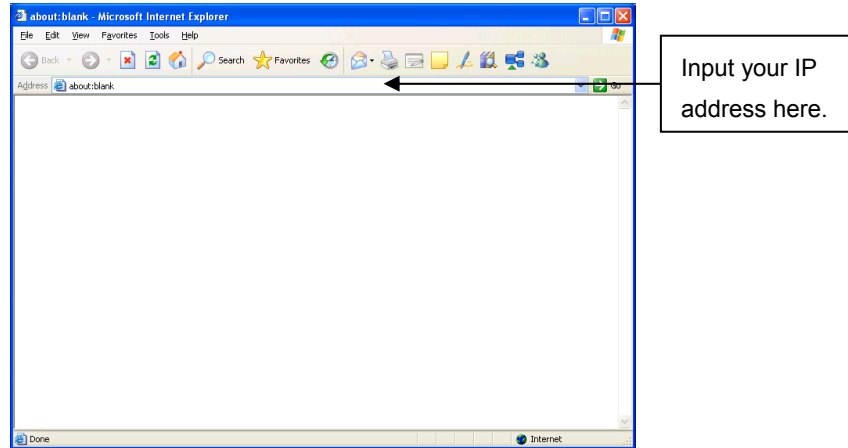 about:blank - Microsoft Internet Explorer
File Edit View Favorites Tools Help
Back Search Favorites
Address about:blank Go
Input your IP
address here.
Done Internet